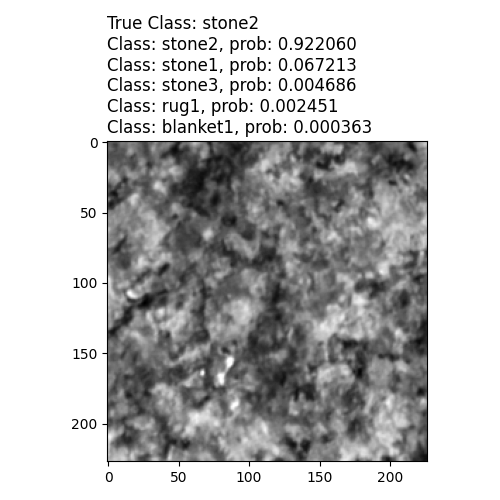 True Class: stone2
Class: stone2, prob: 0.922060
Class: stone1, prob: 0.067213
Class: stone3, prob: 0.004686
Class: rug1, prob: 0.002451
Class: blanket1, prob: 0.000363
0
50
100
150
200
0 50 100 150 200